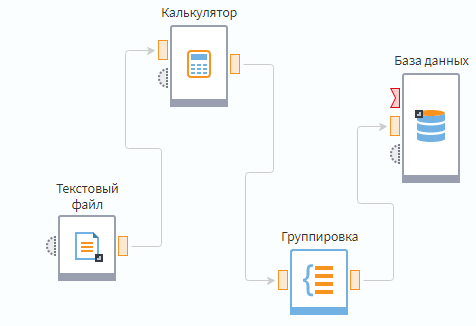 Калькулятор
База данных
Текстовый
файл
Группировка